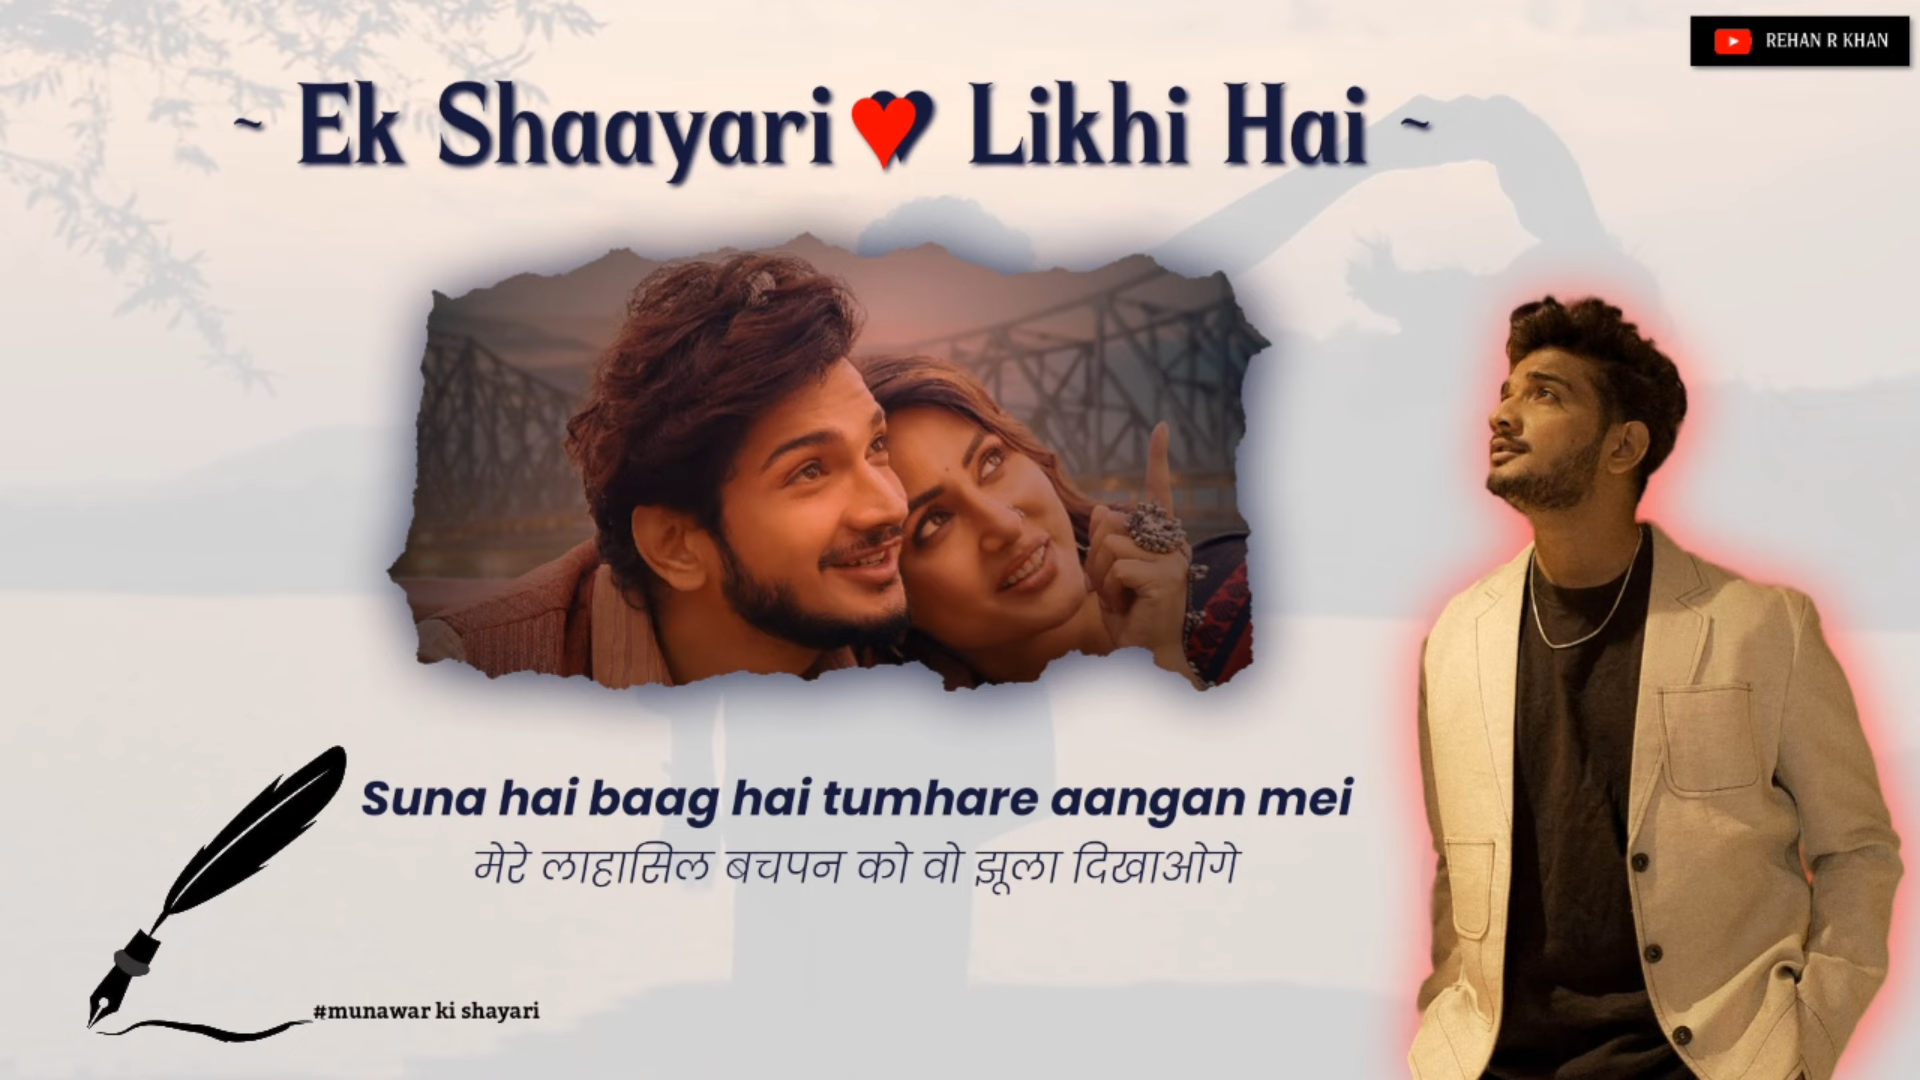 REHAN R KHAN
~ Ek Shaayari ♥ Likhi Hai ~
Suna hai baag hai tumhare aangan mei
मेरे लाहासिल बचपन को वो झूला दिखाओगे
#munawar ki shayari